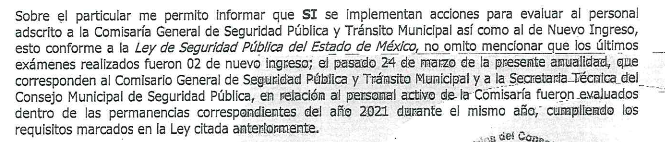 Sobre el particular me permito informar que SI se implementan acciones para evaluar al personal
adscrito a la Comisaría General de Seguridad Pública y Tránsito Municipal así como al de Nuevo Ingreso,
esto conforme a la Ley de Seguridad Pública del Estado de México, no omito mencionar que los últimos
exámenes realizados fueron 02 de nuevo ingreso; el pasado 24 de marzo de la presente anualidad, que
corresponden al Comisario General de Seguridad Pública y Tránsito Municipal y a la Secretaría Técnica del
Consejo Municipal de Seguridad Pública, en relación al personal activo de la Comisaría fueron evaluados
dentro de las permanencias correspondientes del año 2021 durante el mismo año, cumpliendo los
requisitos marcados en la Ley citada anteriormente.
del